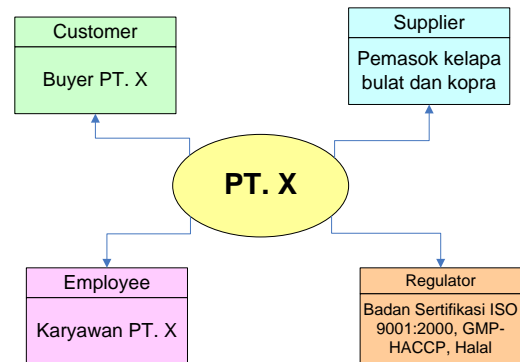 Customer
Buyer PT. X
Supplier
Pemasok kelapa
bulat dan kopra
PT. X
Employee
Karyawan PT. X
Regulator
Badan Sertifikasi ISO
9001:2000, GMP-
HACCP, Halal